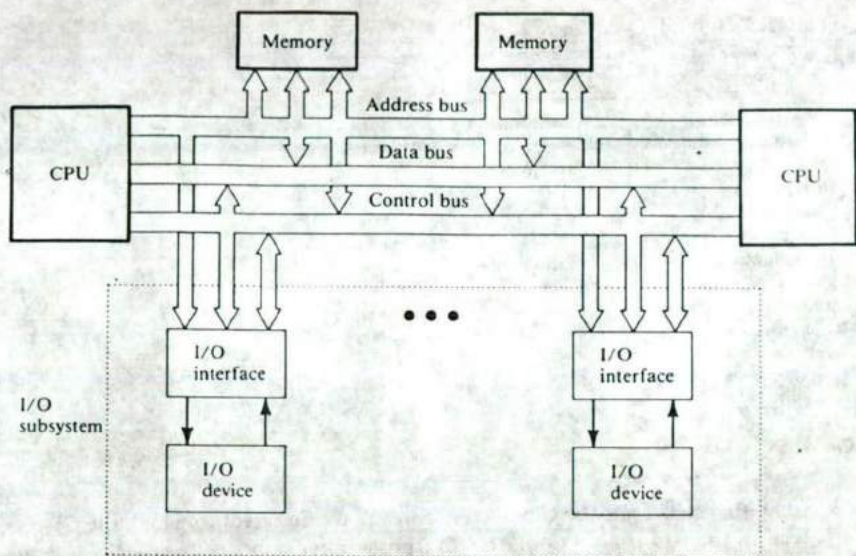 Memory
Memory
Address bus
CPU
Data bus
CPU
Control bus
I/O
interface
I/O
interface
I/O
subsystem
I/O
device
I/O
device